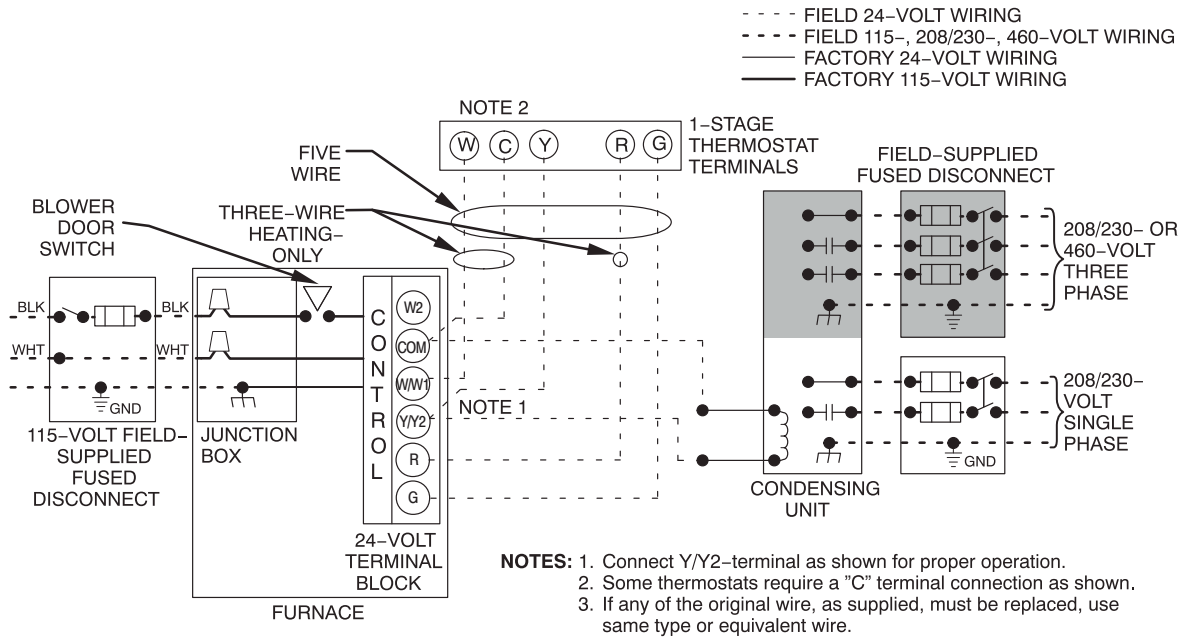 FIELD 24-VOLT WIRING
FIELD 115-, 208/230-, 460-VOLT WIRING
FACTORY 24-VOLT WIRING
FACTORY 115-VOLT WIRING
NOTE 2
W C Y R G
1-STAGE
THERMOSTAT
TERMINALS
FIVE
WIRE
THREE-WIRE
HEATING-
ONLY
BLOWER
DOOR
SWITCH
FIELD-SUPPLIED
FUSED DISCONNECT
208/230- OR
460-VOLT
THREE
PHASE
BLK
BLK
WHT
WHT
GND
115-VOLT FIELD-
SUPPLIED
FUSED
DISCONNECT
JUNCTION
BOX
CONTROL
W2
COM
W/W1
Y/Y2
R
G
NOTE 1
24-VOLT
TERMINAL
BLOCK
FURNACE
208/230-
VOLT
SINGLE
PHASE
GND
CONDENSING
UNIT
NOTES: 1. Connect Y/Y2-terminal as shown for proper operation.
2. Some thermostats require a "C" terminal connection as shown.
3. If any of the original wire, as supplied, must be replaced, use
same type or equivalent wire.